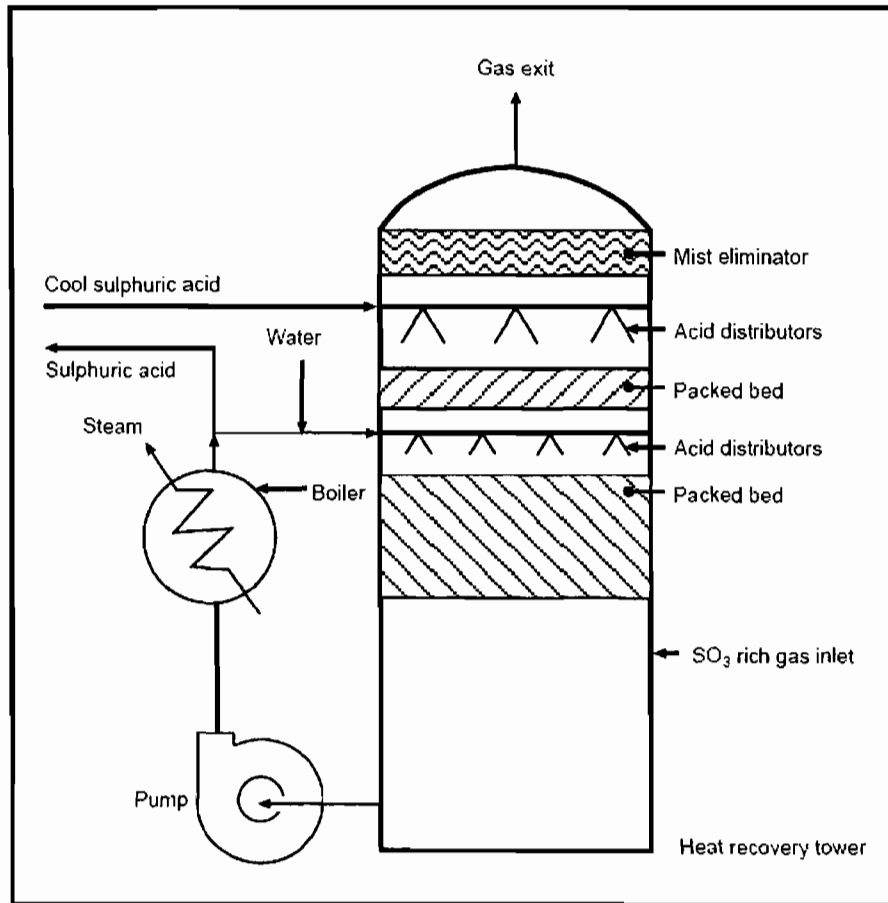 Gas exit
Mist eliminator
Cool sulphuric acid
Acid distributors
Water
Sulphuric acid
Packed bed
Steam
Acid distributors
Boiler
Packed bed
SO₃ rich gas inlet
Pump
Heat recovery tower